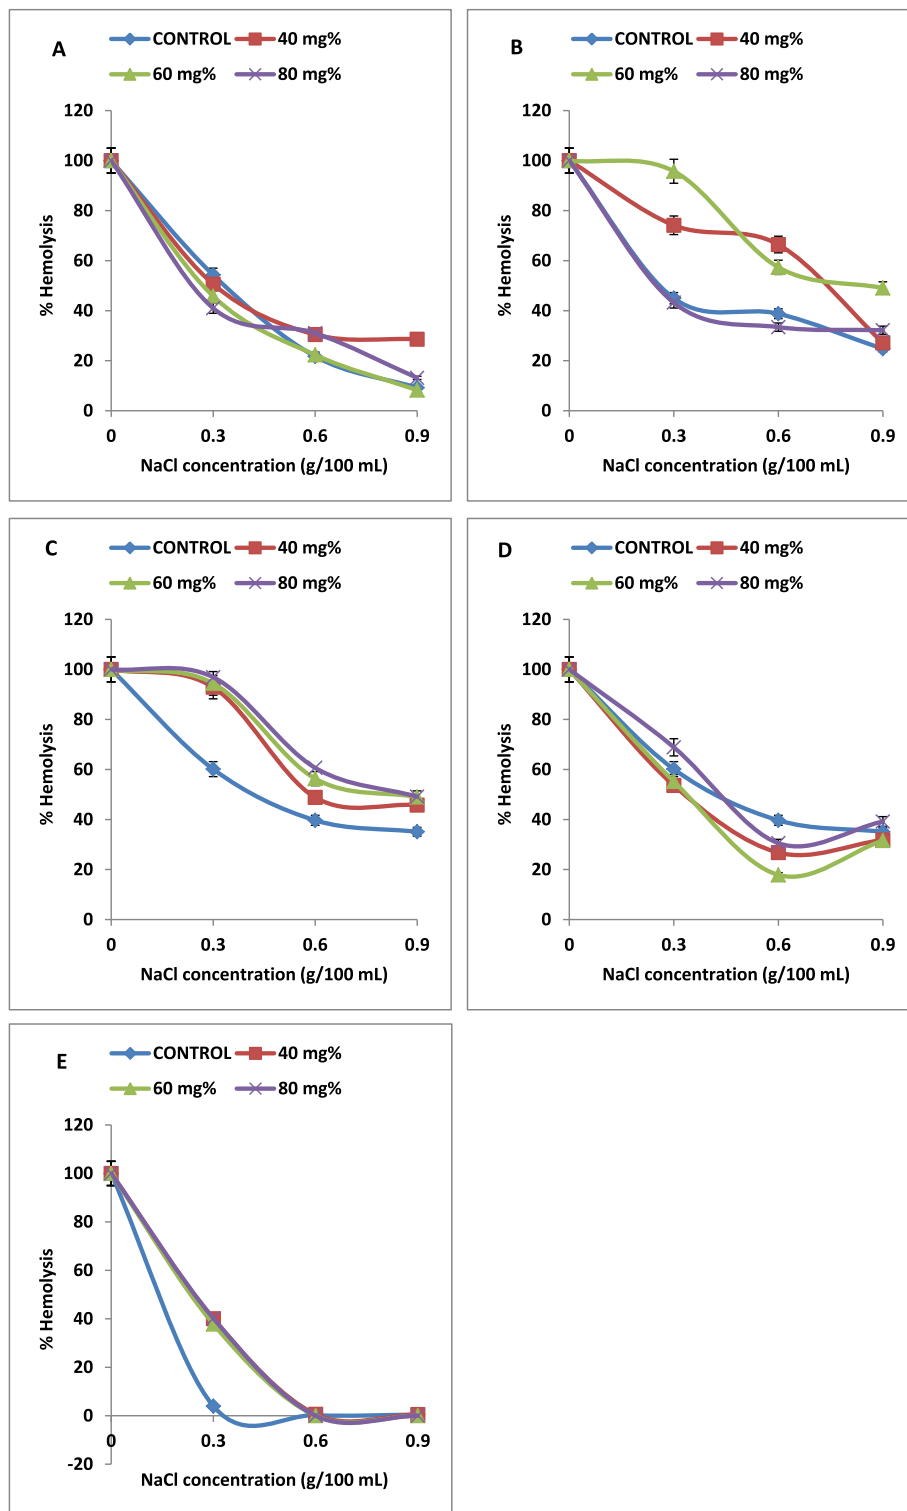 A
CONTROL 40 mg%
60 mg% 80 mg%
120
100
80
60
40
20
0
% Hemolysis
0 0.3 0.6 0.9
NaCl concentration (g/100 mL)
B
CONTROL 40 mg%
60 mg% 80 mg%
120
100
80
60
40
20
0
% Hemolysis
0 0.3 0.6 0.9
NaCl concentration (g/100 mL)
C
CONTROL 40 mg%
60 mg% 80 mg%
120
100
80
60
40
20
0
% Hemolysis
0 0.3 0.6 0.9
NaCl concentration (g/100 mL)
D
CONTROL 40 mg%
60 mg% 80 mg%
120
100
80
60
40
20
0
% Hemolysis
0 0.3 0.6 0.9
NaCl concentration (g/100 mL)
E
CONTROL 40 mg%
60 mg% 80 mg%
120
100
80
60
40
20
0
-20
% Hemolysis
0 0.3 0.6 0.9
NaCl concentration (g/100 mL)